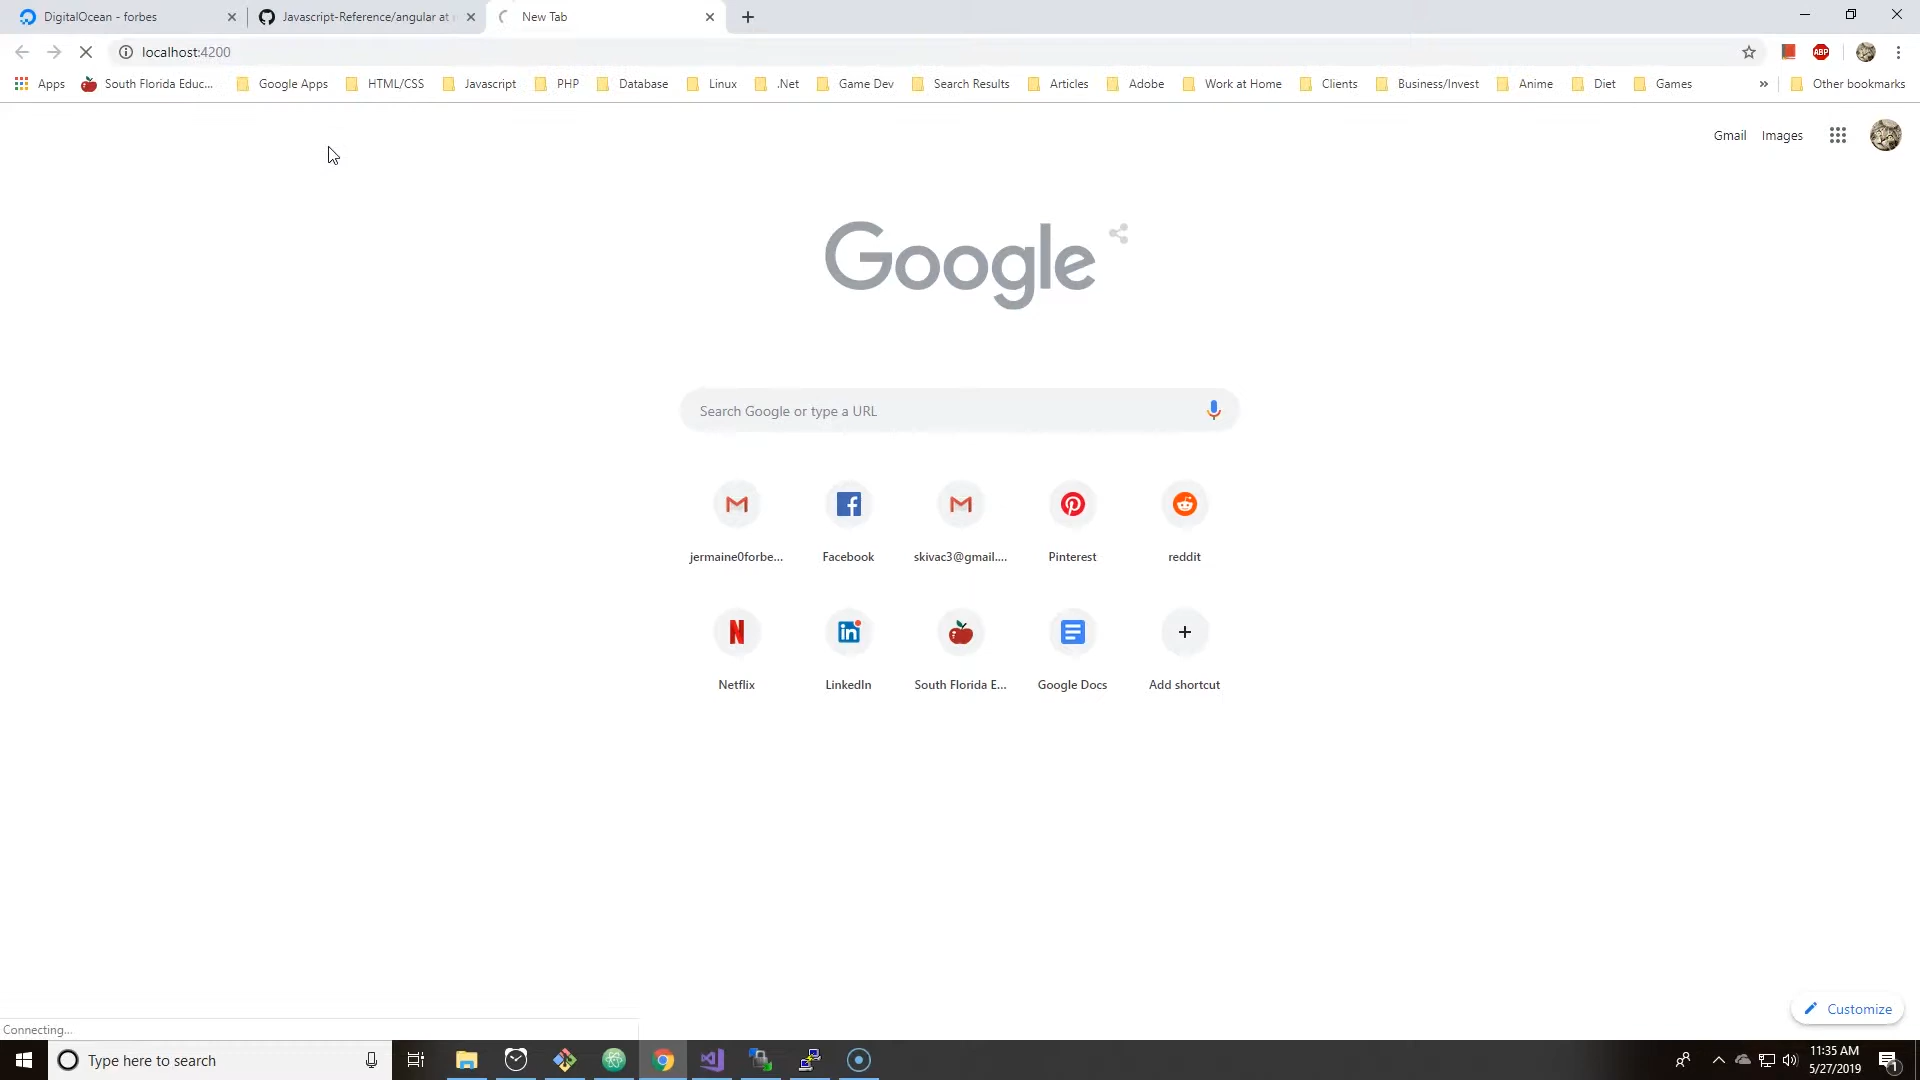 DigitalOcean - forbes
Javascript-Reference/angular at
New Tab
localhost:4200
ABP
Apps
South Florida Educ...
Google Apps
HTML/CSS
Javascript
PHP
Database
Linux
.Net
Game Dev
Search Results
Articles
Adobe
Work at Home
Clients
Business/Invest
Anime
Diet
Games
»
Other bookmarks
Gmail
Images
Google
Search Google or type a URL
jermaine0forbe...
Facebook
skivac3@gmail....
Pinterest
reddit
Netflix
LinkedIn
South Florida E...
Google Docs
Add shortcut
Customize
Connecting...
Type here to search
11:35 AM
5/27/2019
1